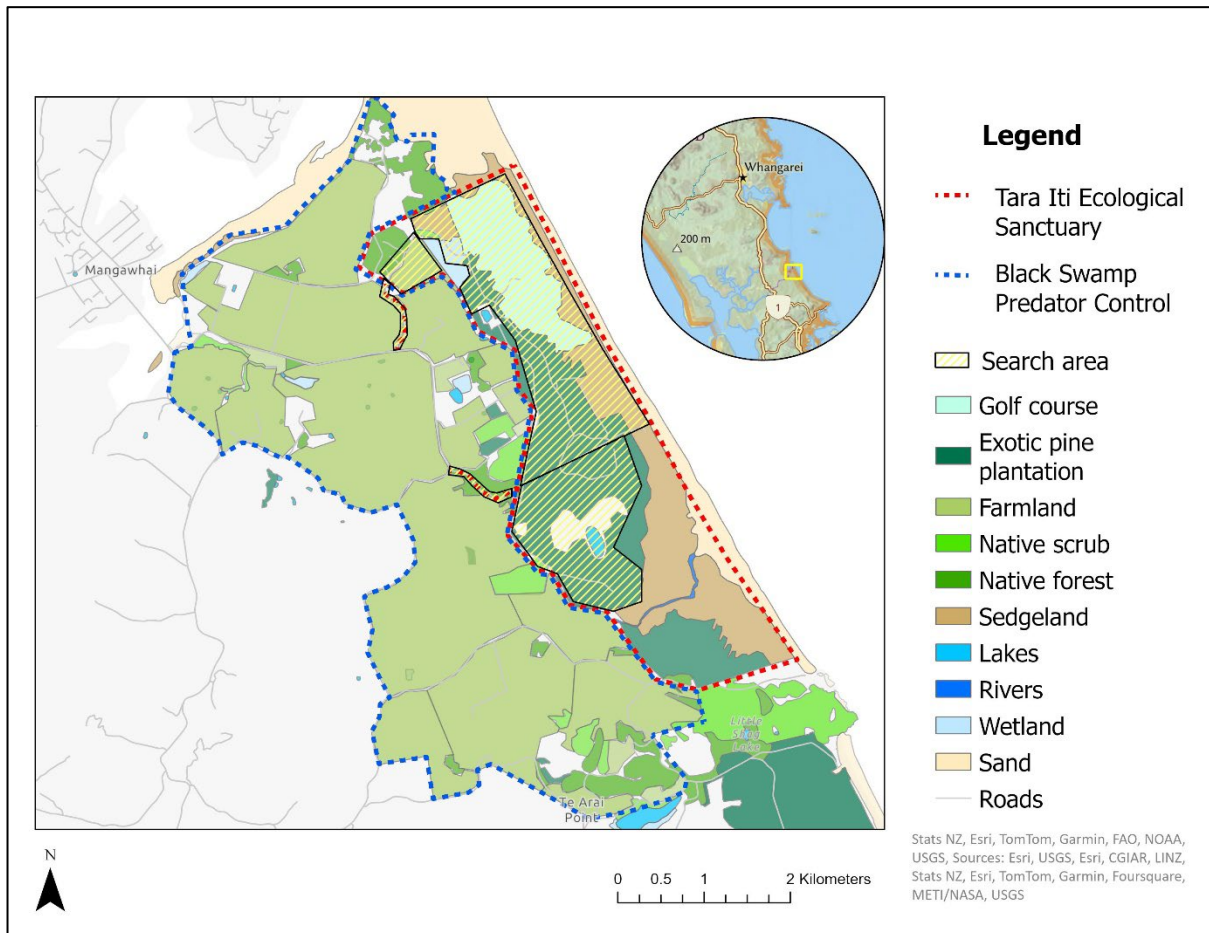 Mangawhai
Little
Shag
Lake
Te Arai
Point
Whangarei
200 m
1
N
0 0.5 1 2 Kilometers
Legend
Tara Iti Ecological
Sanctuary
Black Swamp
Predator Control
Search area
Golf course
Exotic pine
plantation
Farmland
Native scrub
Native forest
Sedgeland
Lakes
Rivers
Wetland
Sand
Roads
Stats NZ, Esri, TomTom, Garmin, FAO, NOAA,
USGS, Sources: Esri, USGS, Esri, CGIAR, LINZ,
Stats NZ, Esri, TomTom, Garmin, Foursquare,
METI/NASA, USGS